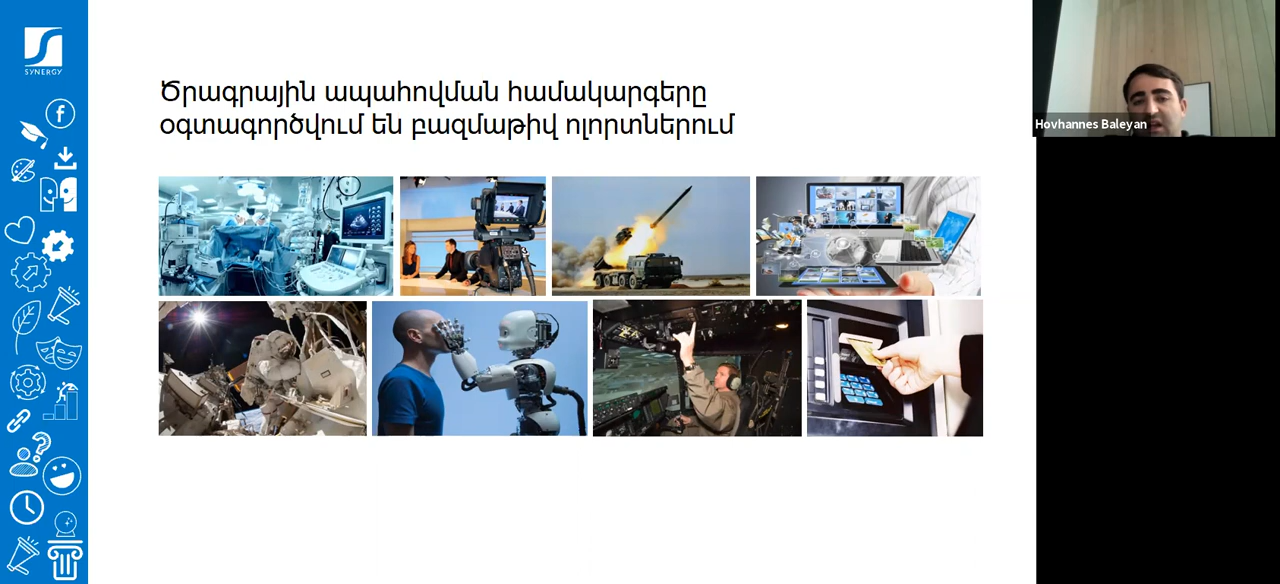 SYNERGY
Ծրագրային ապահովման համակարգերը
օգտագործվում են բազմաթիվ ոլորտներում
Hovhannes Baleyan